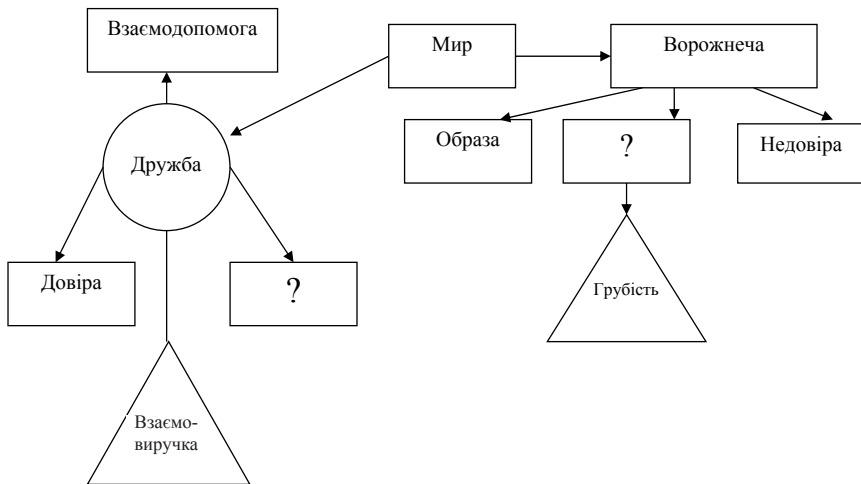 Взаємодопомога
Мир
Ворожнеча
Дружба
Образа
?
Недовіра
Довіра
?
Грубість
Взаємо-
виручка